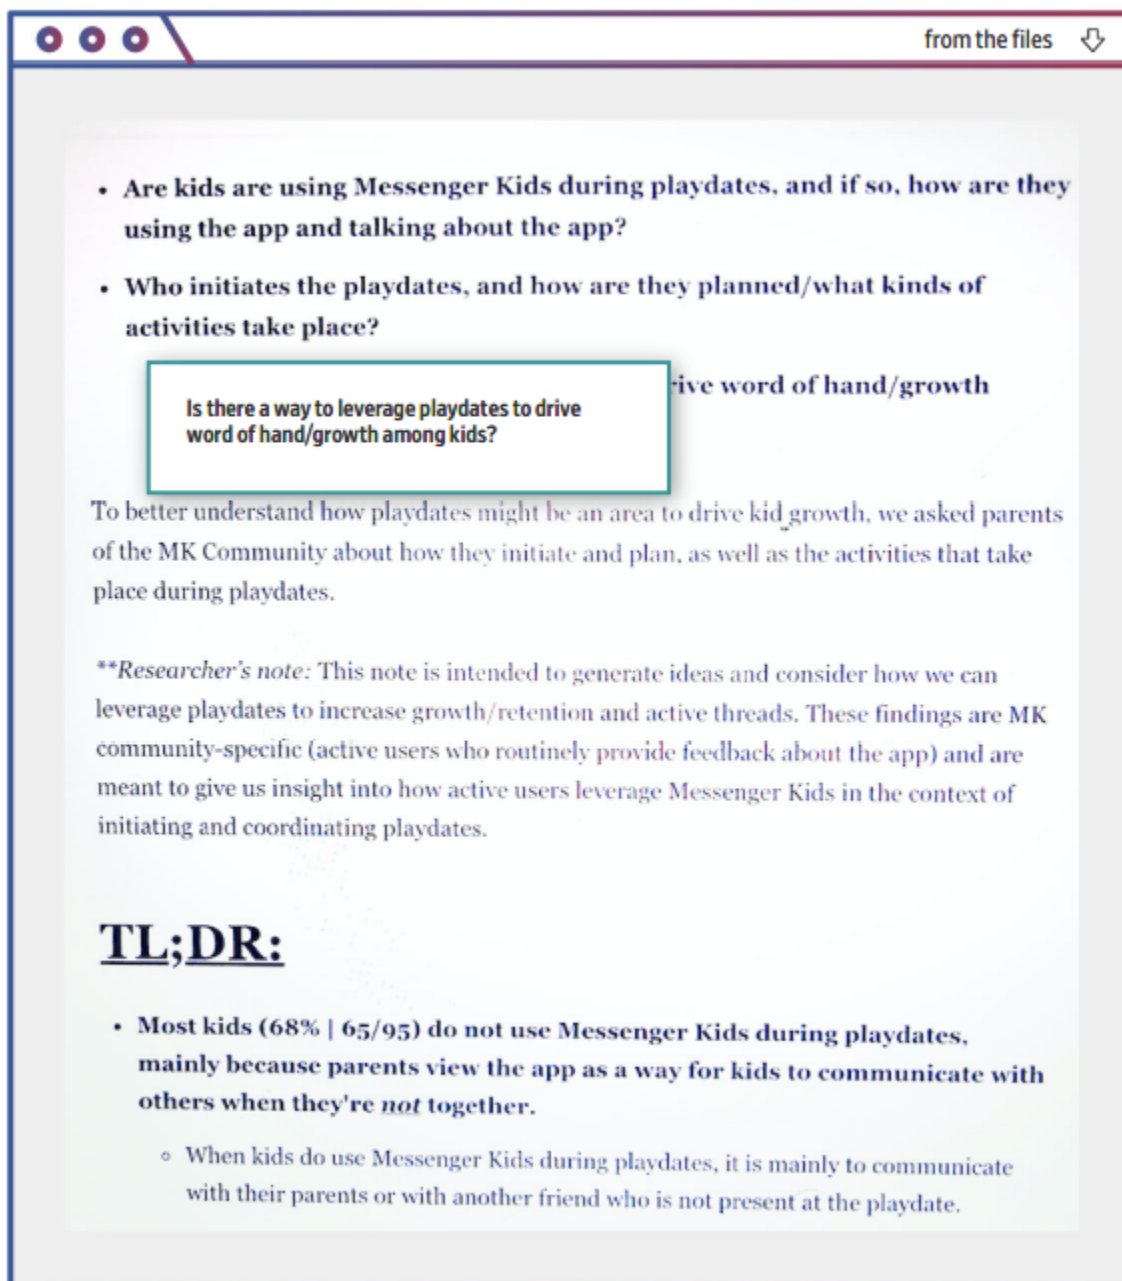 from the files
• Are kids are using Messenger Kids during playdates, and if so, how are they
using the app and talking about the app?
• Who initiates the playdates, and how are they planned/what kinds of
activities take place?
rive word of hand/growth
Is there a way to leverage playdates to drive
word of hand/growth among kids?
To better understand how playdates might be an area to drive kid growth, we asked parents
of the MK Community about how they initiate and plan, as well as the activities that take
place during playdates.
**Researcher's note: This note is intended to generate ideas and consider how we can
leverage playdates to increase growth/retention and active threads. These findings are MK
community-specific (active users who routinely provide feedback about the app) and are
meant to give us insight into how active users leverage Messenger Kids in the context of
initiating and coordinating playdates.
TL;DR:
• Most kids (68% | 65/95) do not use Messenger Kids during playdates,
mainly because parents view the app as a way for kids to communicate with
others when they're not together.
◦ When kids do use Messenger Kids during playdates, it is mainly to communicate
with their parents or with another friend who is not present at the playdate.